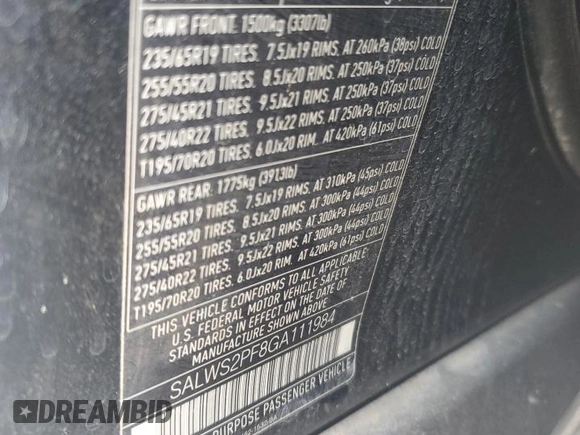 GAWR FRONT: 1500kg (3307lb)
235/65R19 TIRES. 7.5Jx19 RIMS. AT 260kPa (38psi) COLD
255/55R20 TIRES. 8.5Jx20 RIMS. AT 250kPa (37psi) COLD
275/45R21 TIRES. 9.5Jx21 RIMS. AT 250kPa (37psi) COLD
275/40R22 TIRES. 9.5Jx22 RIMS. AT 250kPa (37psi) COLD
T195/70R20 TIRES. 6.0Jx20 RIM. AT 420kPa (61psi) COLD
GAWR REAR: 1775kg (3913lb)
235/65R19 TIRES. 7.5Jx19 RIMS. AT 310kPa (45psi) COLD
255/55R20 TIRES. 8.5Jx20 RIMS. AT 300kPa (44psi) COLD
275/45R21 TIRES. 9.5Jx21 RIMS. AT 300kPa (44psi) COLD
275/40R22 TIRES. 9.5Jx22 RIMS. AT 300kPa (44psi) COLD
T195/70R20 TIRES. 6.0Jx20 RIM. AT 420kPa (61psi) COLD
THIS VEHICLE CONFORMS TO ALL APPLICABLE
U.S. FEDERAL MOTOR VEHICLE SAFETY
STANDARDS IN EFFECT ON THE DATE OF
MANUFACTURE SHOWN ABOVE.
SALWS2PF8GA111984
PURPOSE PASSENGER VEHICLE
DREAMBID